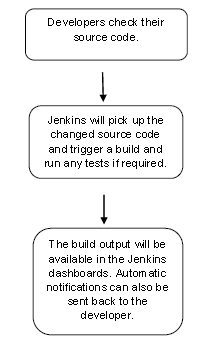 Developers check their
source code.
Jenkins will pick up the
changed source code
and trigger a build and
run any tests if required.
The build output will be
available in the Jenkins
dashboards. Automatic
notifications can also be
sent back to the
developer.